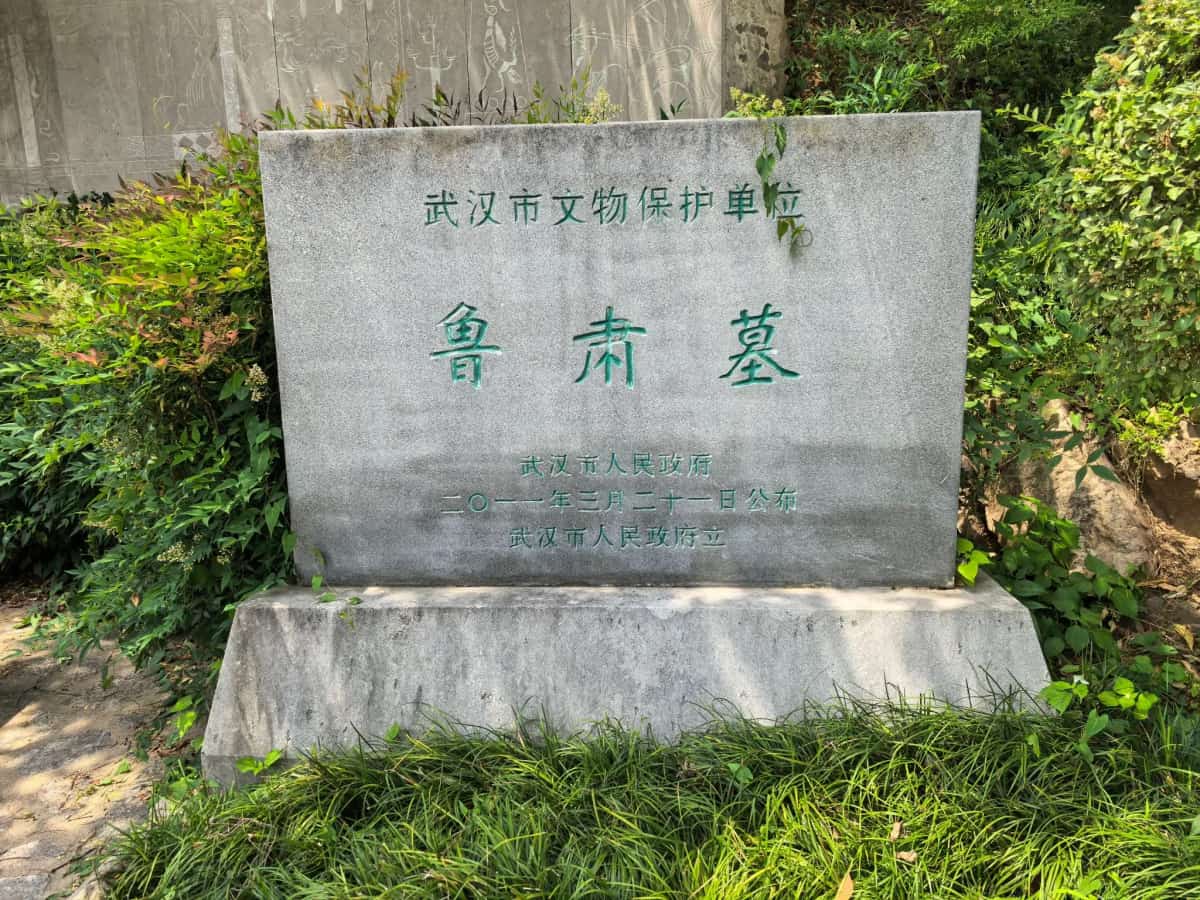 武汉市文物保护单位
鲁肃墓
武汉市人民政府
二〇一一年三月二十一日公布
武汉市人民政府立